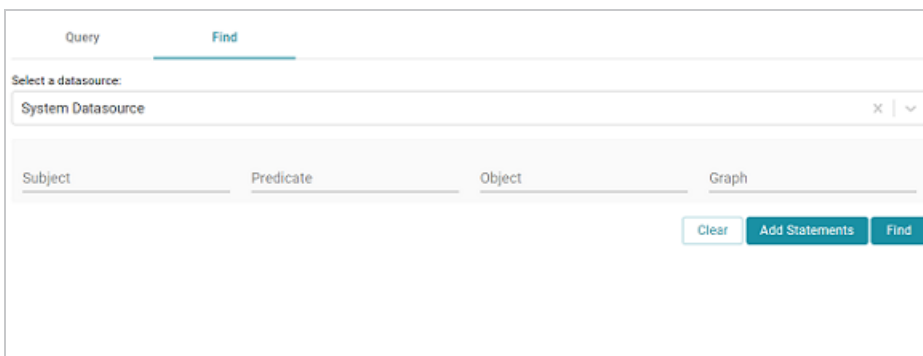 Query Find
Select a datasource:
System Datasource
Subject Predicate Object Graph
Clear Add Statements Find